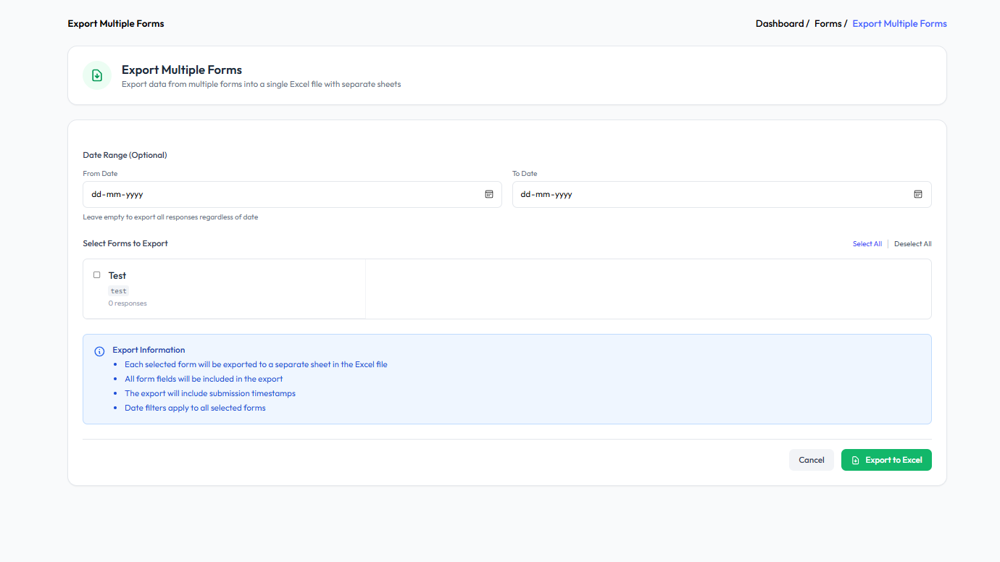 Export Multiple Forms
Dashboard / Forms / Export Multiple Forms
Export Multiple Forms
Export data from multiple forms into a single Excel file with separate sheets
Date Range (Optional)
From Date
To Date
dd-mm-yyyy
dd-mm-yyyy
Leave empty to export all responses regardless of date
Select Forms to Export
Select All | Deselect All
Test
test
0 responses
Export Information
• Each selected form will be exported to a separate sheet in the Excel file
• All form fields will be included in the export
• The export will include submission timestamps
• Date filters apply to all selected forms
Cancel
Export to Excel